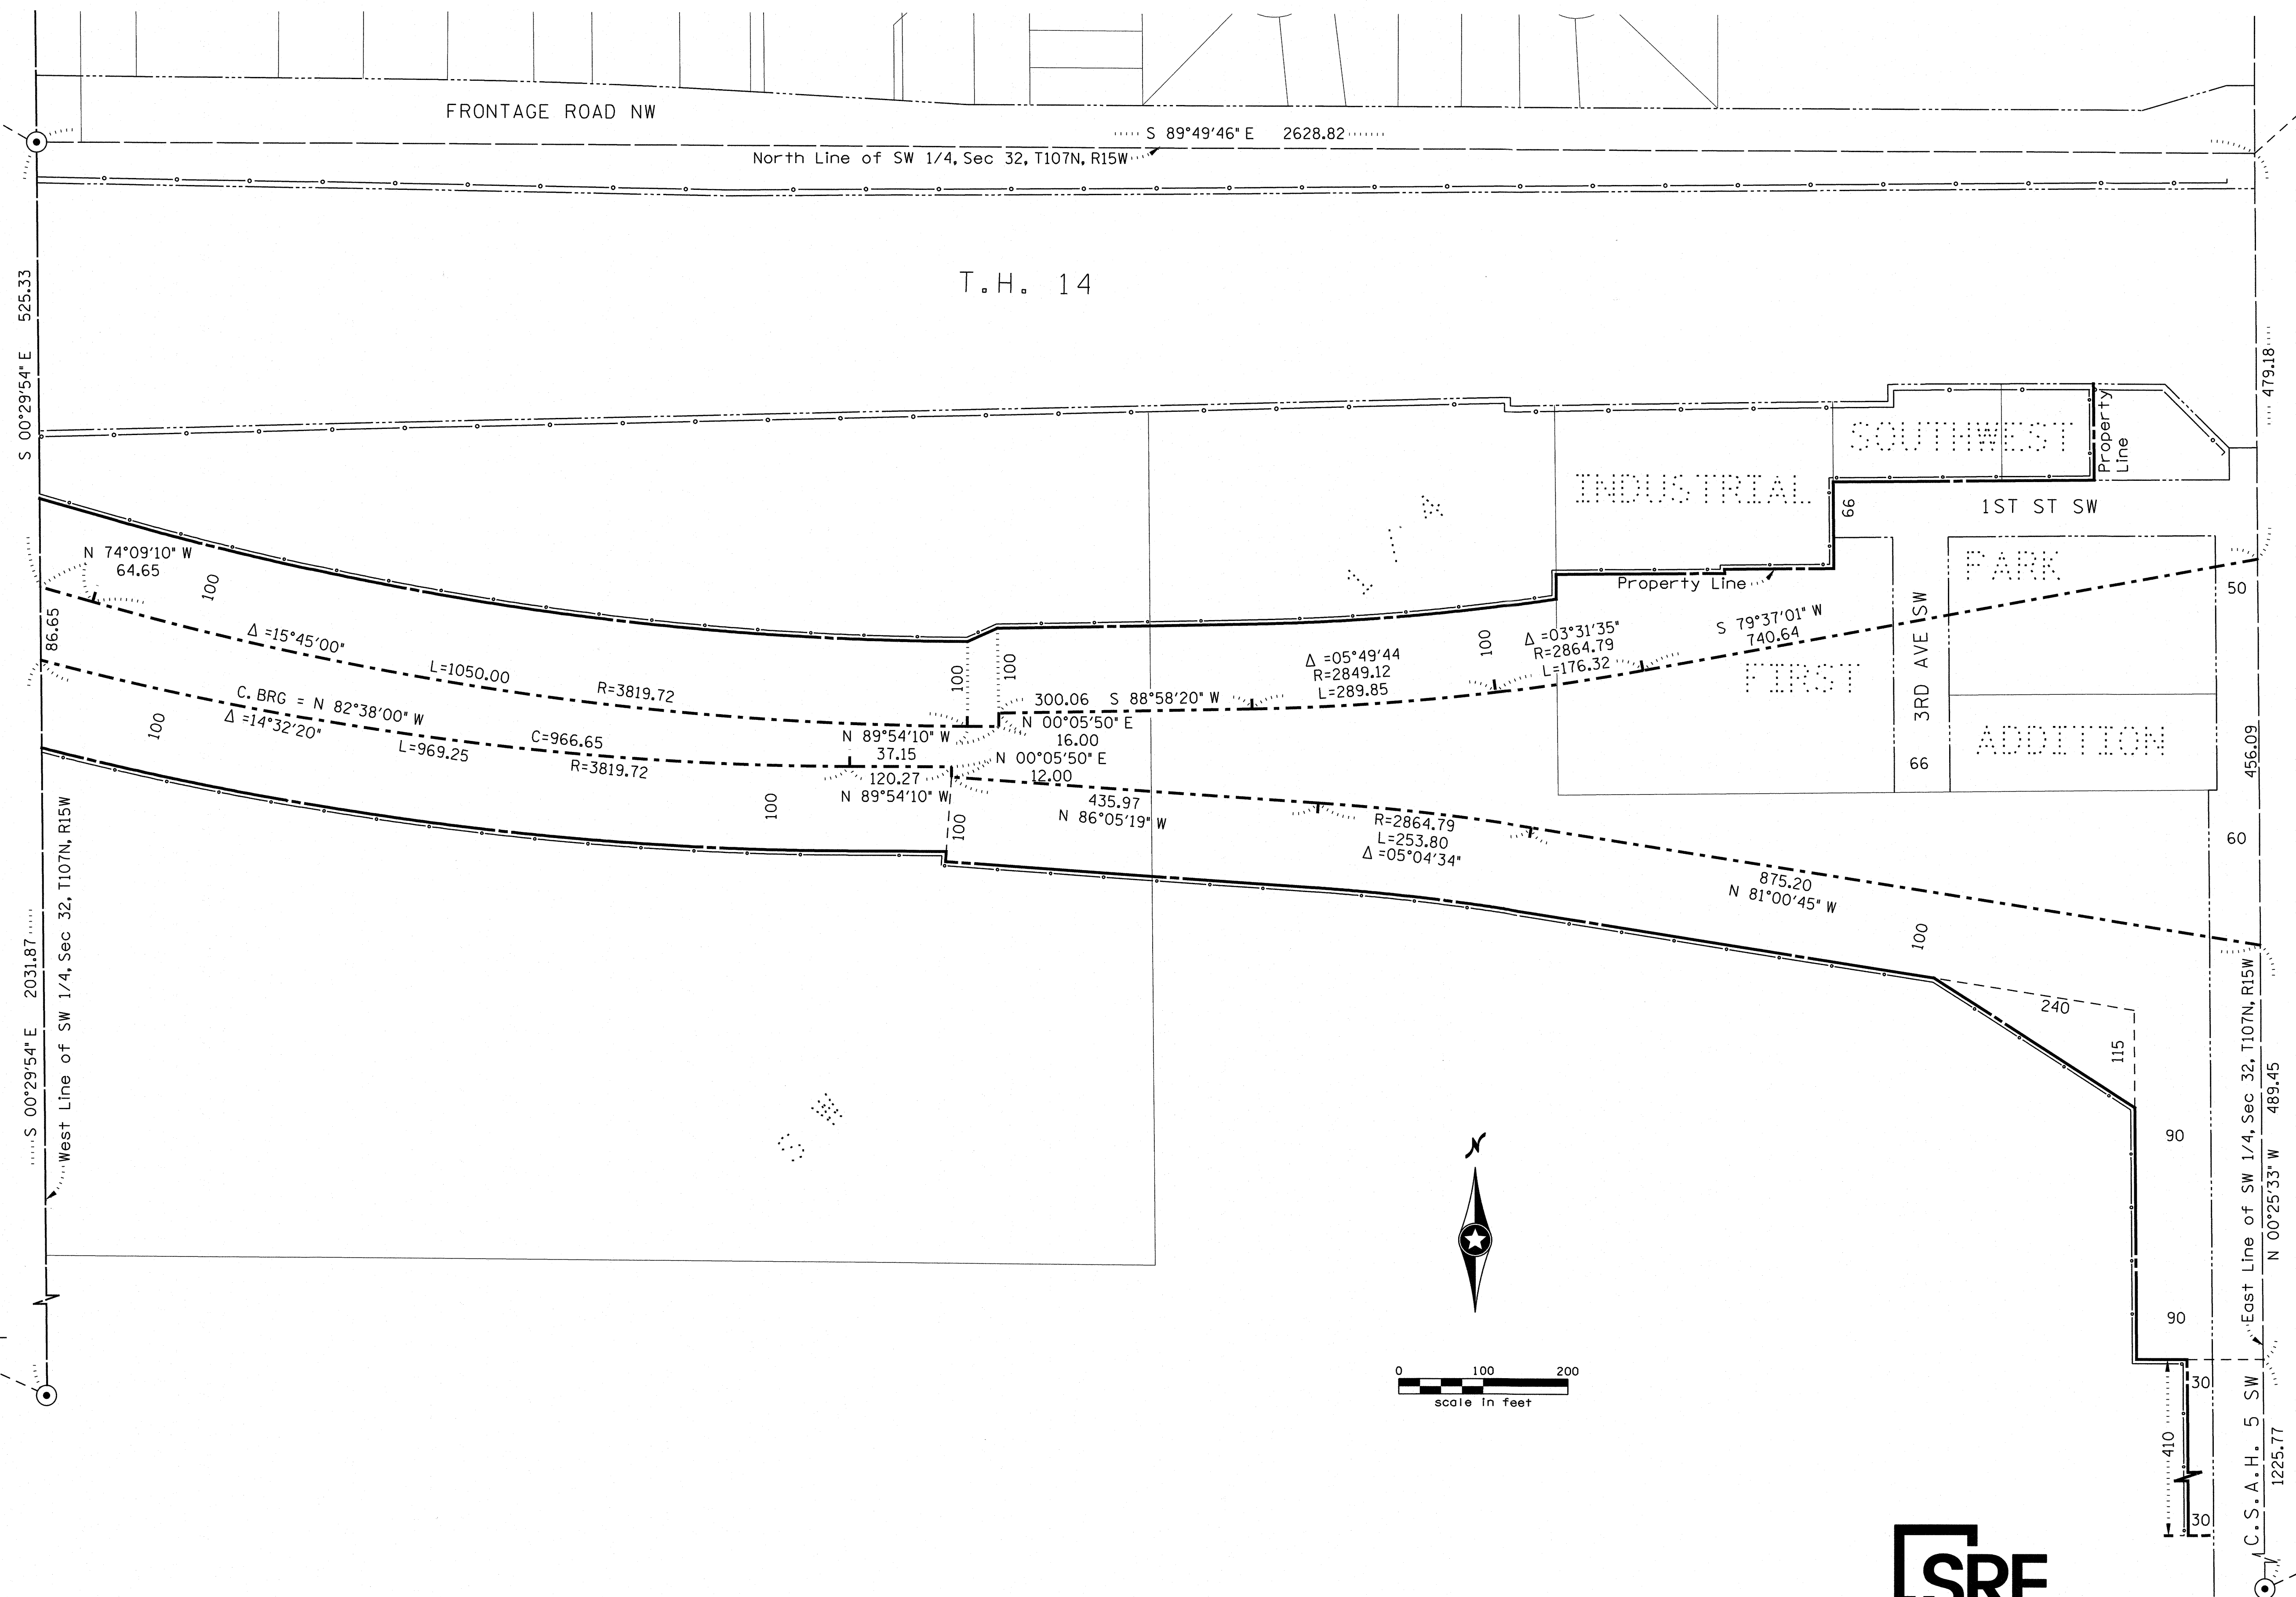 FRONTAGE ROAD NW
S 89°49'46" E 2628.82
North Line of SW 1/4, Sec 32, T107N, R15W
T.H. 14
S 00°29'54" E 525.33
479.18
Property
Line
SOUTHWEST
INDUSTRIAL
66
1ST ST SW
PARK
50
N 74°09'10" W
64.65
100
Property Line
86.65
Δ =15°45'00"
L=1050.00
R=3819.72
100
100
300.06 S 88°58'20" W
Δ =05°49'44
R=2849.12
L=289.85
100
Δ =03°31'35"
R=2864.79
L=176.32
S 79°37'01" W
740.64
FIRST
3RD AVE SW
66
ADDITION
456.09
C. BRG = N 82°38'00" W
Δ =14°32'20"
L=969.25
C=966.65
R=3819.72
100
N 89°54'10" W
37.15
120.27
N 89°54'10" W
N 00°05'50" E
16.00
N 00°05'50" E
12.00
100
100
435.97
N 86°05'19" W
R=2864.79
L=253.80
Δ =05°04'34"
60
875.20
N 81°00'45" W
100
240
115
S 00°29'54" E 2031.87
West Line of SW 1/4, Sec 32, T107N, R15W
S W
90
90
East Line of SW 1/4, Sec 32, T107N, R15W
N 00°25'33" W 489.45
N
0 100 200
scale in feet
30
410
30
C.S.A.H. 5 SW
1225.77
SRF